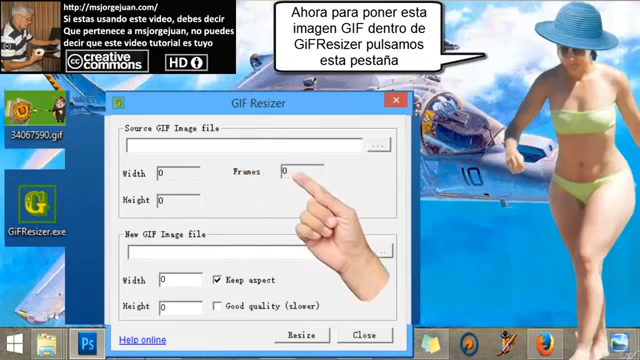 http://msjorgejuan.com/
Si estas usando este video, debes decir
Que pertenece a msjorgejuan, no puedes
decir que este video tutorial es tuyo
cc creative commons
HD
Ahora para poner esta
imagen GIF dentro de
GiFResizer pulsamos
esta pestaña
34067590.gif
G
GiFResizer.exe
GIF Resizer
Source GIF Image file
...
Width 0 Frames 0
Height 0
New GIF Image file
Width 0 Keep aspect
Height 0 Good quality (slower)
Help online Resize Close
10
Ps